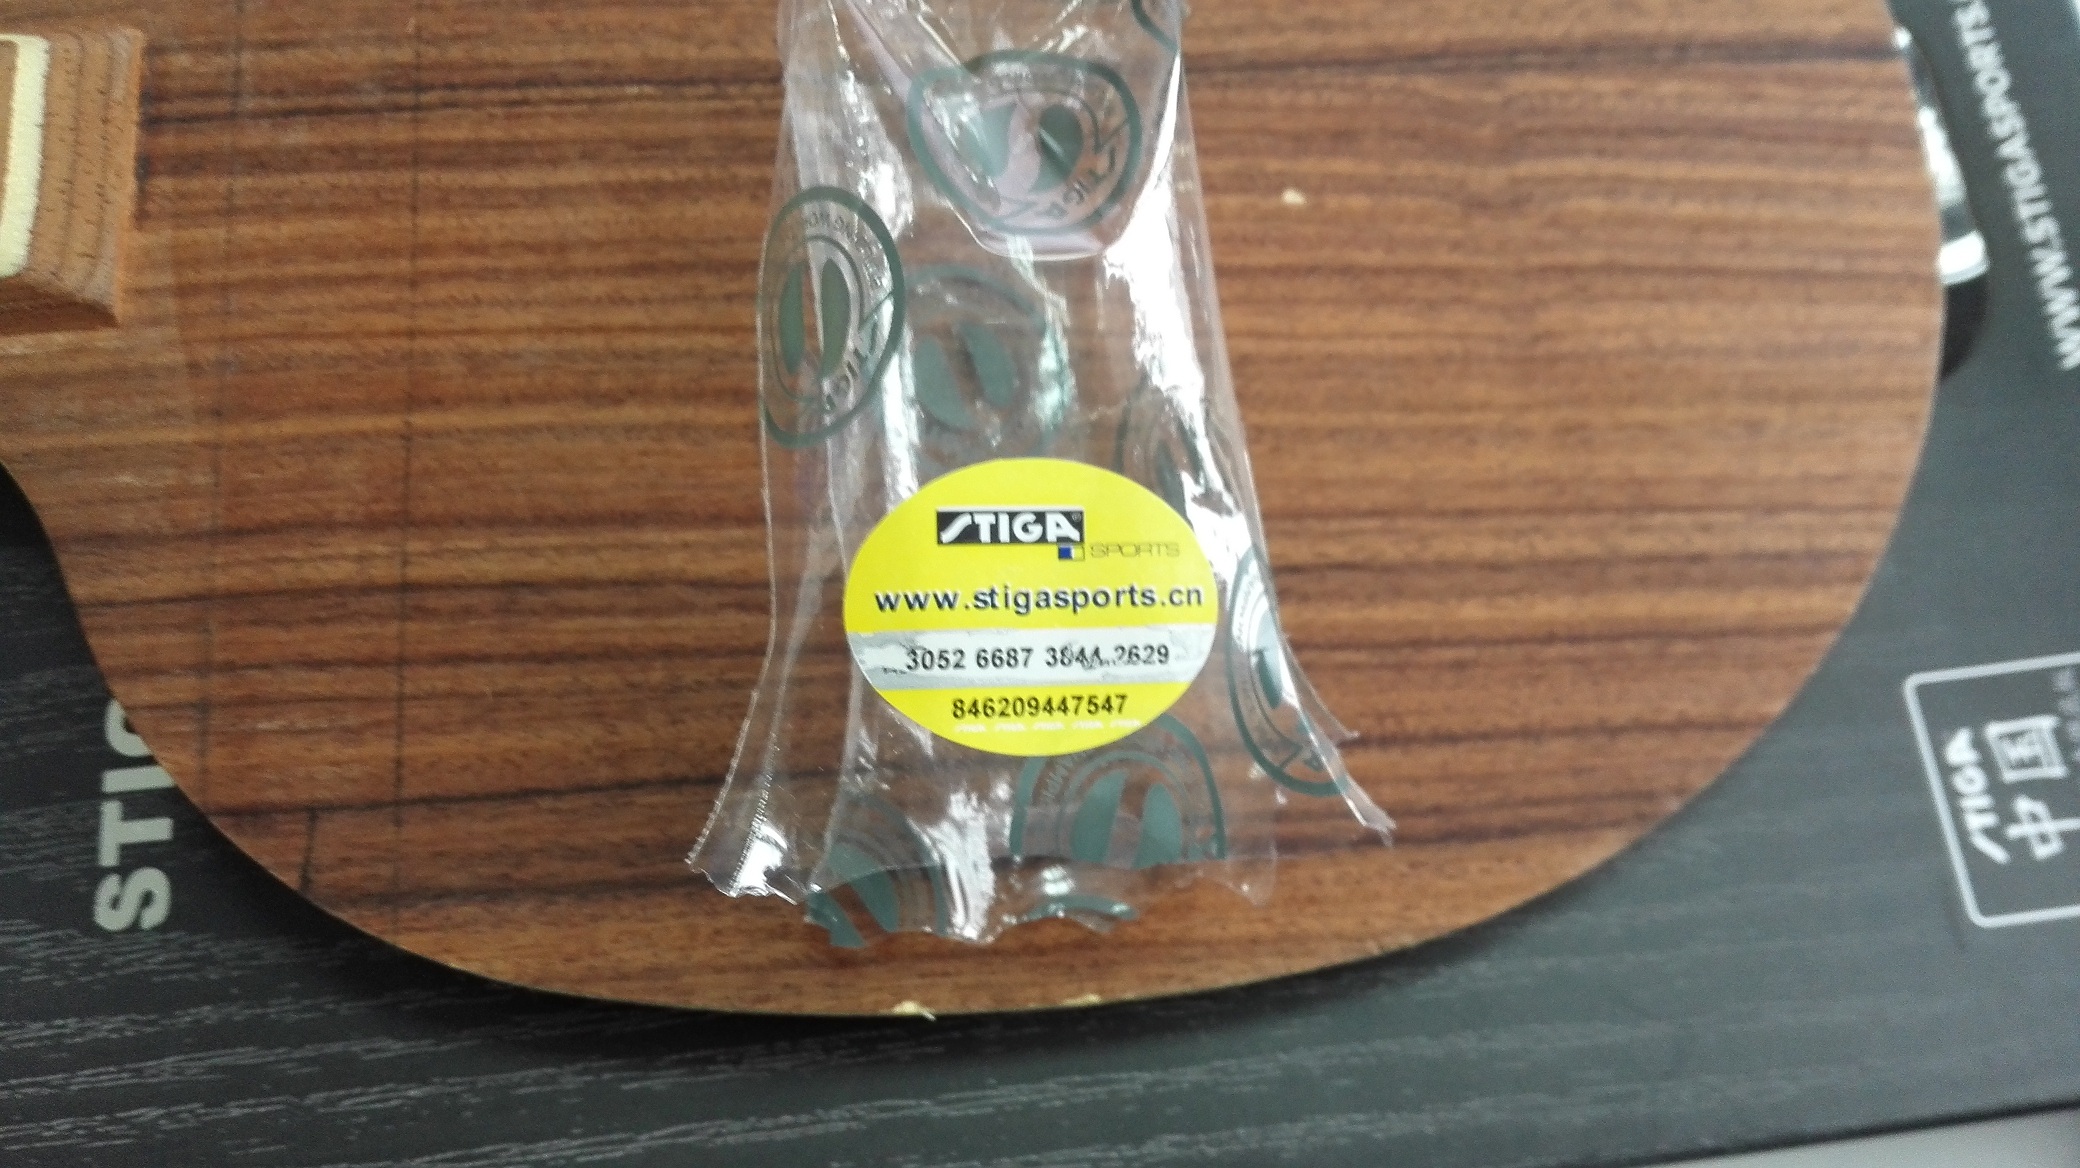 STIGA
SPORTS
www.stigasports.cn
3052 6687 3844 2629
846209447547
WWW.STIGASPORTS.
STIG
STIGA
中国